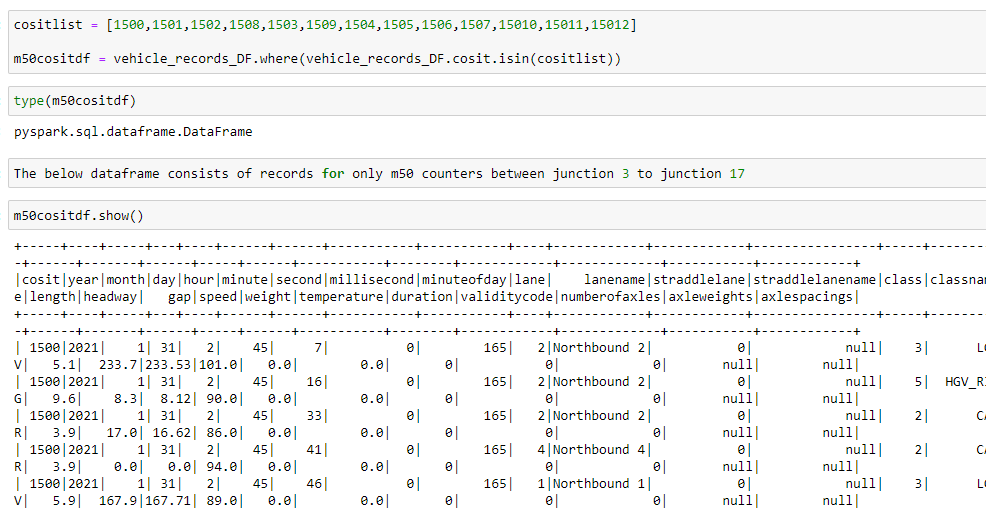 cositlist = [1500,1501,1502,1508,1503,1509,1504,1505,1506,1507,15010,15011,15012]
m50cositdf = vehicle_records_DF.where(vehicle_records_DF.cosit.isin(cositlist))
type(m50cositdf)
pyspark.sql.dataframe.DataFrame
The below dataframe consists of records for only m50 counters between junction 3 to junction 17
m50cositdf.show()
+-----+----+-----+---+----+------+------+-----------+-----------+----+------------+------------+----------------+-----+-------
-+------+-------+------+-----+------+-----------+--------+------------+-------------+-----------+------------+
|cosit|year|month|day|hour|minute|second|millisecond|minuteofday|lane|    lanename|straddlelane|straddlelanename|class|classnam
e|length|headway|   gap|speed|weight|temperature|duration|validitycode|numberofaxles|axleweights|axlespacings|
+-----+----+-----+---+----+------+------+-----------+-----------+----+------------+------------+----------------+-----+-------
-+------+-------+------+-----+------+-----------+--------+------------+-------------+-----------+------------+
| 1500|2021|    1| 31|   2|    45|     7|          0|        165|   2|Northbound 2|           0|            null|    3|      LG
V|   5.1|  233.7|233.53|101.0|   0.0|        0.0|       0|           0|            0|       null|        null|
| 1500|2021|    1| 31|   2|    45|    16|          0|        165|   2|Northbound 2|           0|            null|    5|  HGV_RI
G|   9.6|    8.3|  8.12| 90.0|   0.0|        0.0|       0|           0|            0|       null|        null|
| 1500|2021|    1| 31|   2|    45|    33|          0|        165|   2|Northbound 2|           0|            null|    2|      CA
R|   3.9|   17.0| 16.62| 86.0|   0.0|        0.0|       0|           0|            0|       null|        null|
| 1500|2021|    1| 31|   2|    45|    41|          0|        165|   4|Northbound 4|           0|            null|    2|      CA
R|   3.9|    0.0|   0.0| 94.0|   0.0|        0.0|       0|           0|            0|       null|        null|
| 1500|2021|    1| 31|   2|    45|    46|          0|        165|   1|Northbound 1|           0|            null|    3|      LG
V|   5.9|  167.9|167.71| 89.0|   0.0|        0.0|       0|           0|            0|       null|        null|